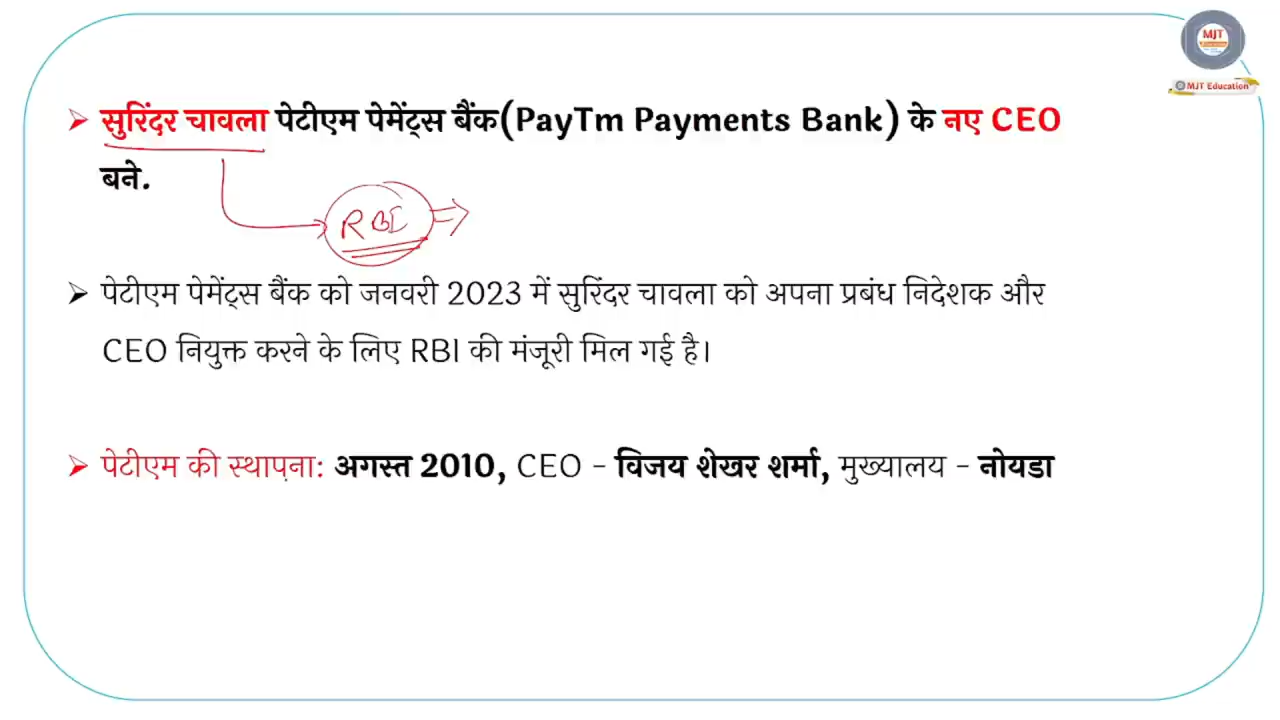 MJT
MJT Education
सुरिंदर चावला पेटीएम पेमेंट्स बैंक(PayTm Payments Bank) के नए CEO
बने.
RBI
पेटीएम पेमेंट्स बैंक को जनवरी 2023 में सुरिंदर चावला को अपना प्रबंध निदेशक और
CEO नियुक्त करने के लिए RBI की मंजूरी मिल गई है।
पेटीएम की स्थापना: अगस्त 2010, CEO - विजय शेखर शर्मा, मुख्यालय - नोयडा